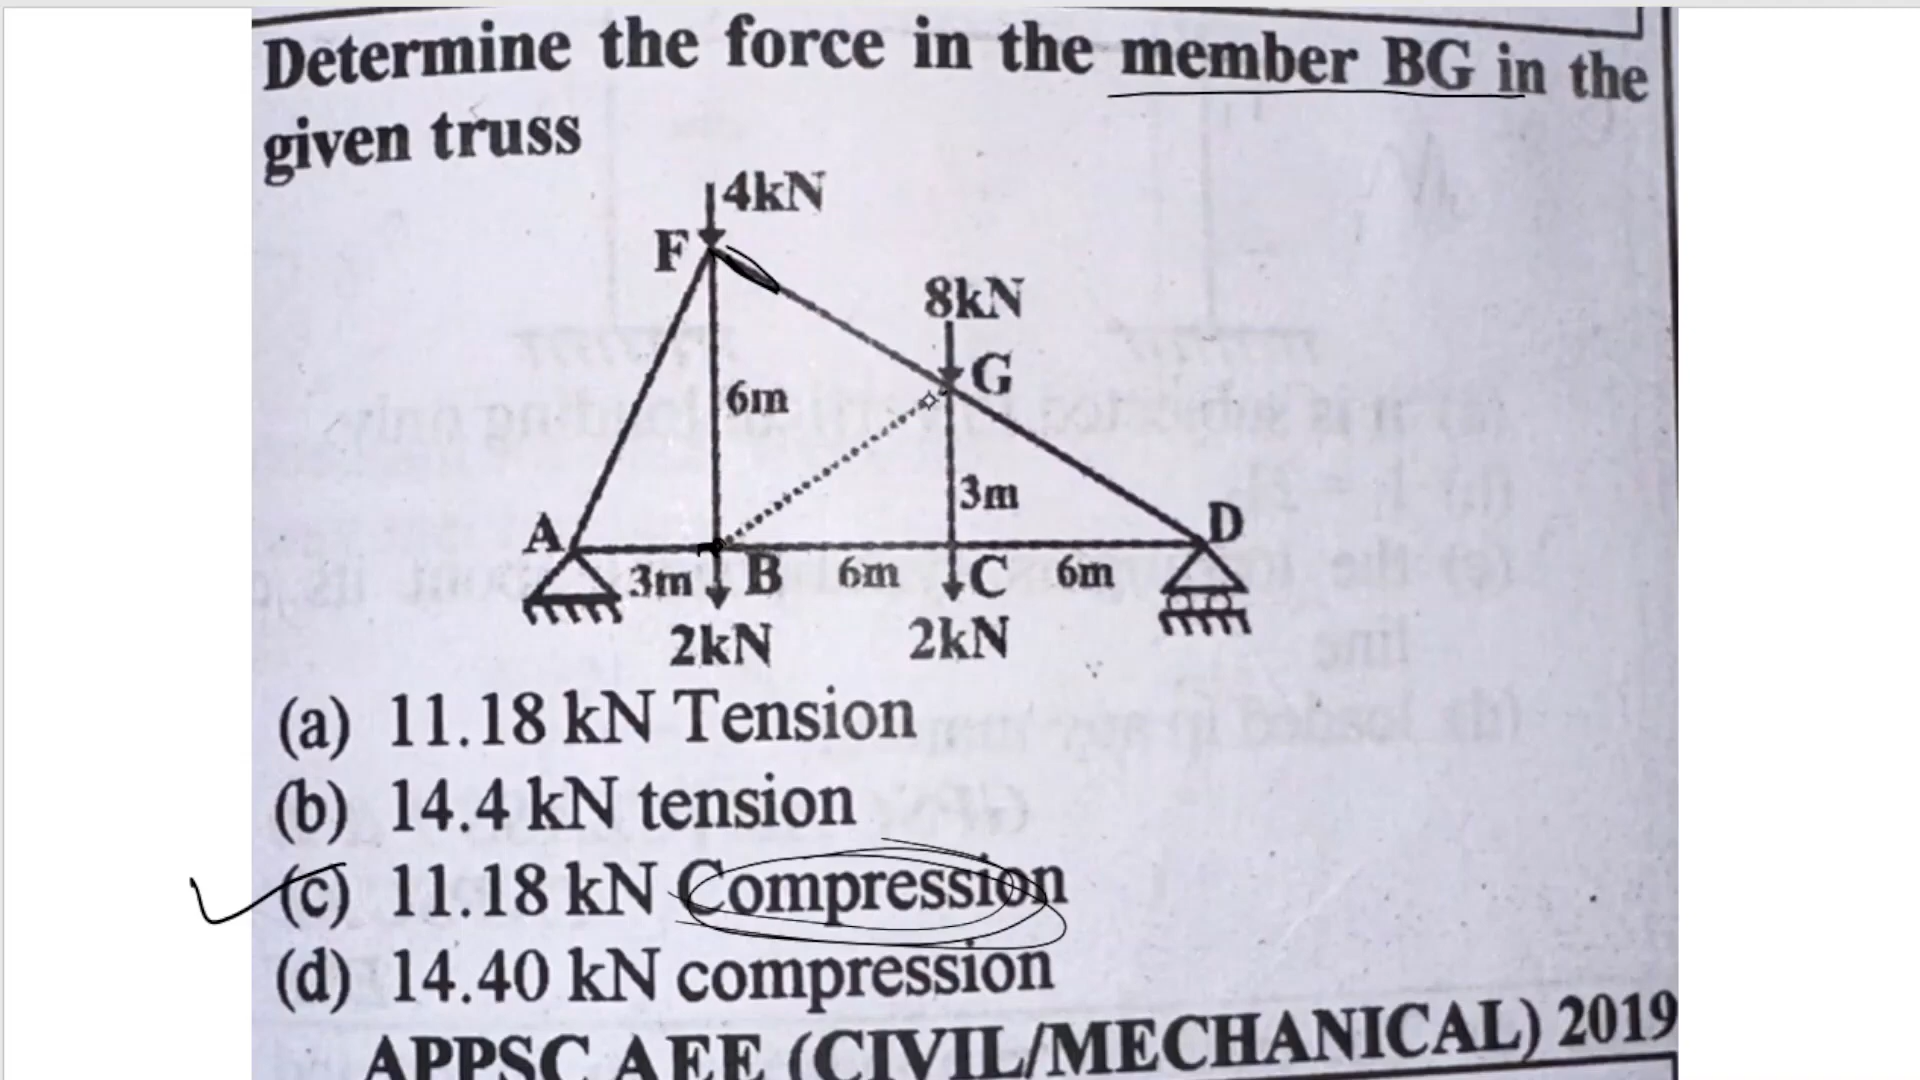 Determine the force in the member BG in the
given truss
4kN
F
8kN
G
6m
3m
A
D
3m
B
6m
C
6m
2kN
2kN
(a) 11.18 kN Tension
(b) 14.4 kN tension
(c) 11.18 kN Compression
(d) 14.40 kN compression
APPSC AEE (CIVIL/MECHANICAL) 2019